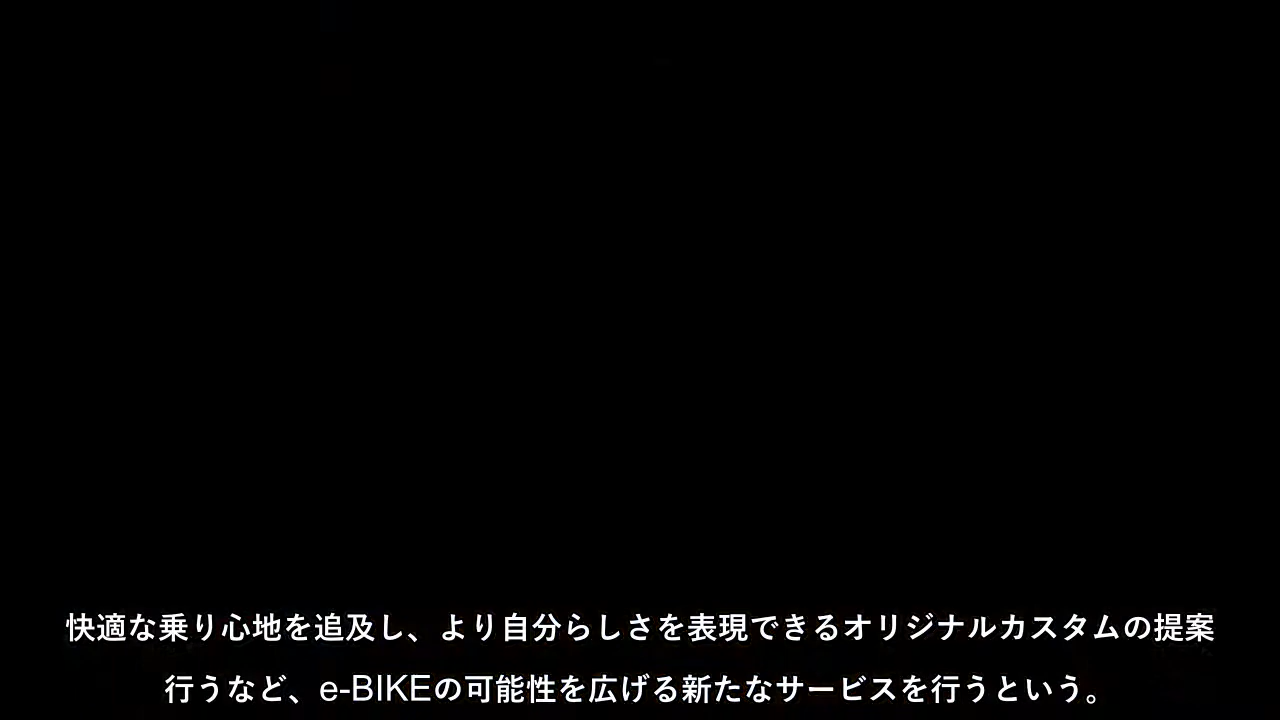 快適な乗り心地を追及し、より自分らしさを表現できるオリジナルカスタムの提案
行うなど、e-BIKEの可能性を広げる新たなサービスを行うという。